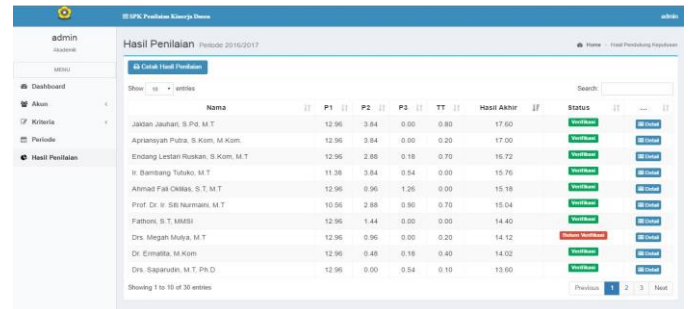 SPK Penilaian Kinerja Dosen
admin
admin
Akademik
MENU
Dashboard
Akun
Kriteria
Periode
Hasil Penilaian
Hasil Penilaian Periode 2016/2017
Home Hasil Pendukung Keputusan
Cetak Hasil Penilaian
Show 10 entries
Search:
Nama P1 P2 P3 TT Hasil Akhir Status ...
Jaidan Jauhari, S.Pd, M.T 12.96 3.84 0.00 0.80 17.60 Verifikasi Detail
Apriansyah Putra, S.Kom, M.Kom 12.96 3.84 0.00 0.20 17.00 Verifikasi Detail
Endang Lestari Ruskan, S.Kom, M.T 12.96 2.88 0.18 0.70 16.72 Verifikasi Detail
Ir. Bambang Tutuko, M.T 11.38 3.84 0.54 0.00 15.76 Verifikasi Detail
Ahmad Fali Oklilas, S.T, M.T 12.96 0.96 1.26 0.00 15.18 Verifikasi Detail
Prof. Dr. Ir. Siti Nurmaini, M.T 10.56 2.88 0.90 0.70 15.04 Verifikasi Detail
Fathoni, S.T, MMSI 12.96 1.44 0.00 0.00 14.40 Verifikasi Detail
Drs. Megah Mulya, M.T 12.96 0.96 0.00 0.20 14.12 Belum Verifikasi Detail
Dr. Ermatita, M.Kom 12.96 0.48 0.18 0.40 14.02 Verifikasi Detail
Drs. Saparudin, M.T, Ph.D 12.96 0.00 0.54 0.10 13.60 Verifikasi Detail
Showing 1 to 10 of 30 entries
Previous 1 2 3 Next